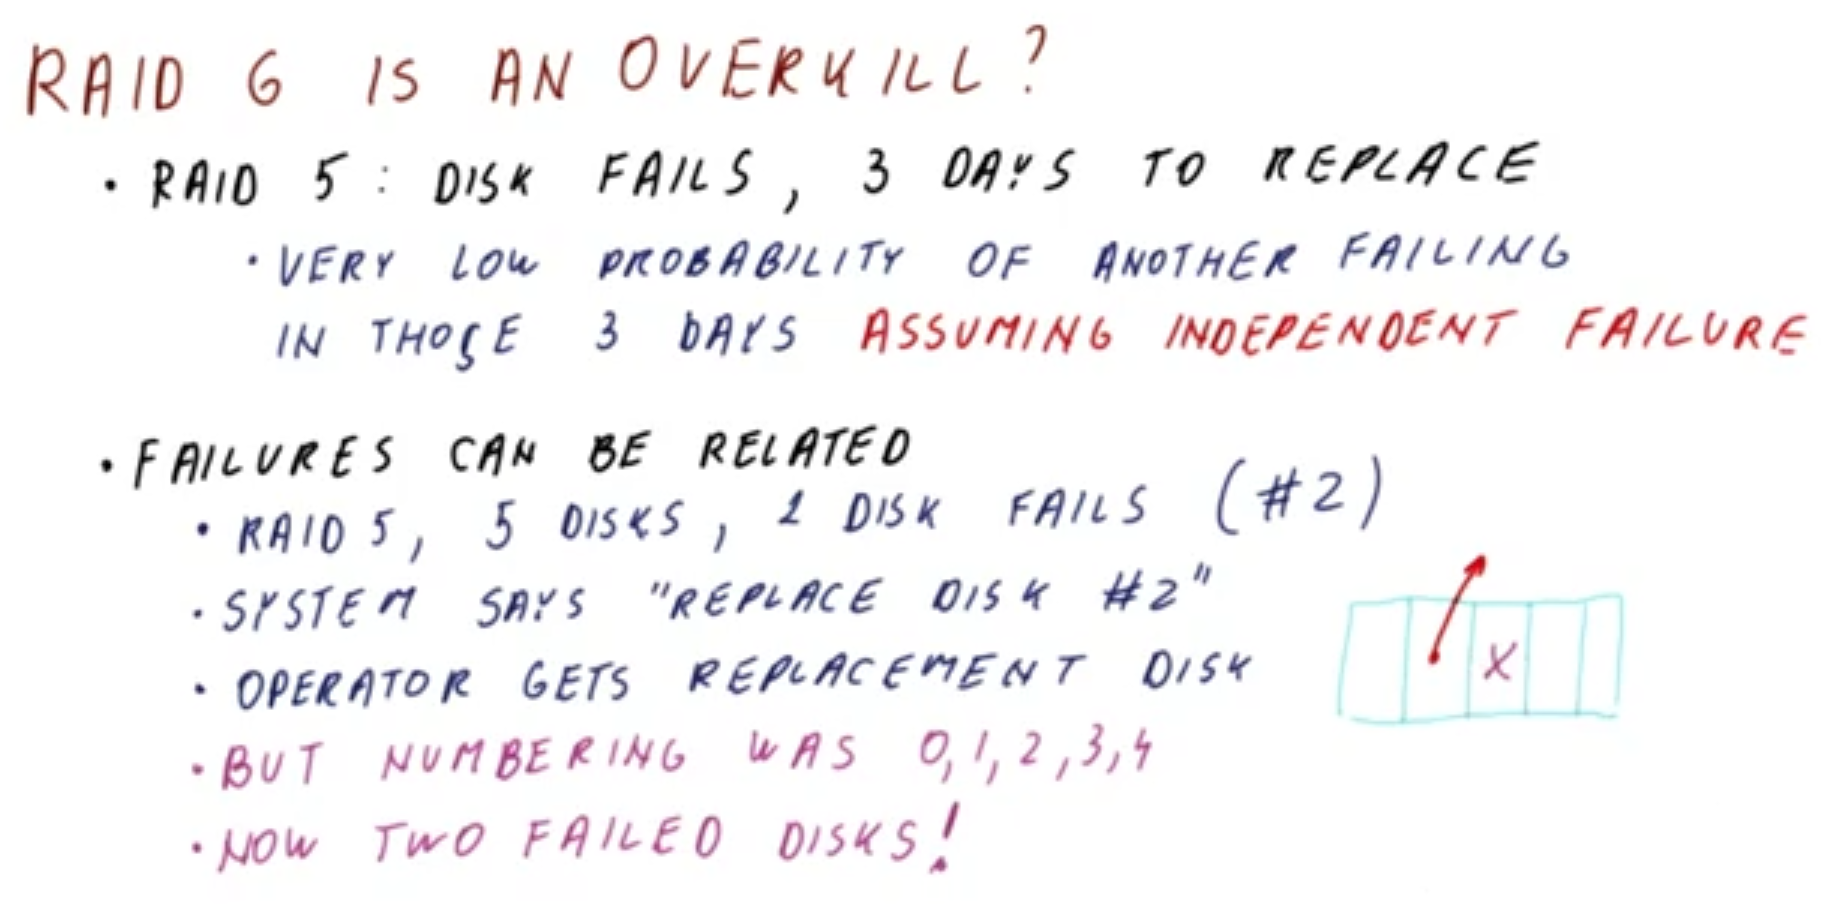 RAID 6 IS AN OVERKILL?
• RAID 5: DISK FAILS, 3 DAYS TO REPLACE
• VERY LOW PROBABILITY OF ANOTHER FAILING
IN THOSE 3 DAYS ASSUMING INDEPENDENT FAILURE
• FAILURES CAN BE RELATED
• RAID 5, 5 DISKS, 1 DISK FAILS (#2)
• SYSTEM SAYS "REPLACE DISK #2"
• OPERATOR GETS REPLACEMENT DISK
X
• BUT NUMBERING WAS 0,1,2,3,4
• NOW TWO FAILED DISKS!